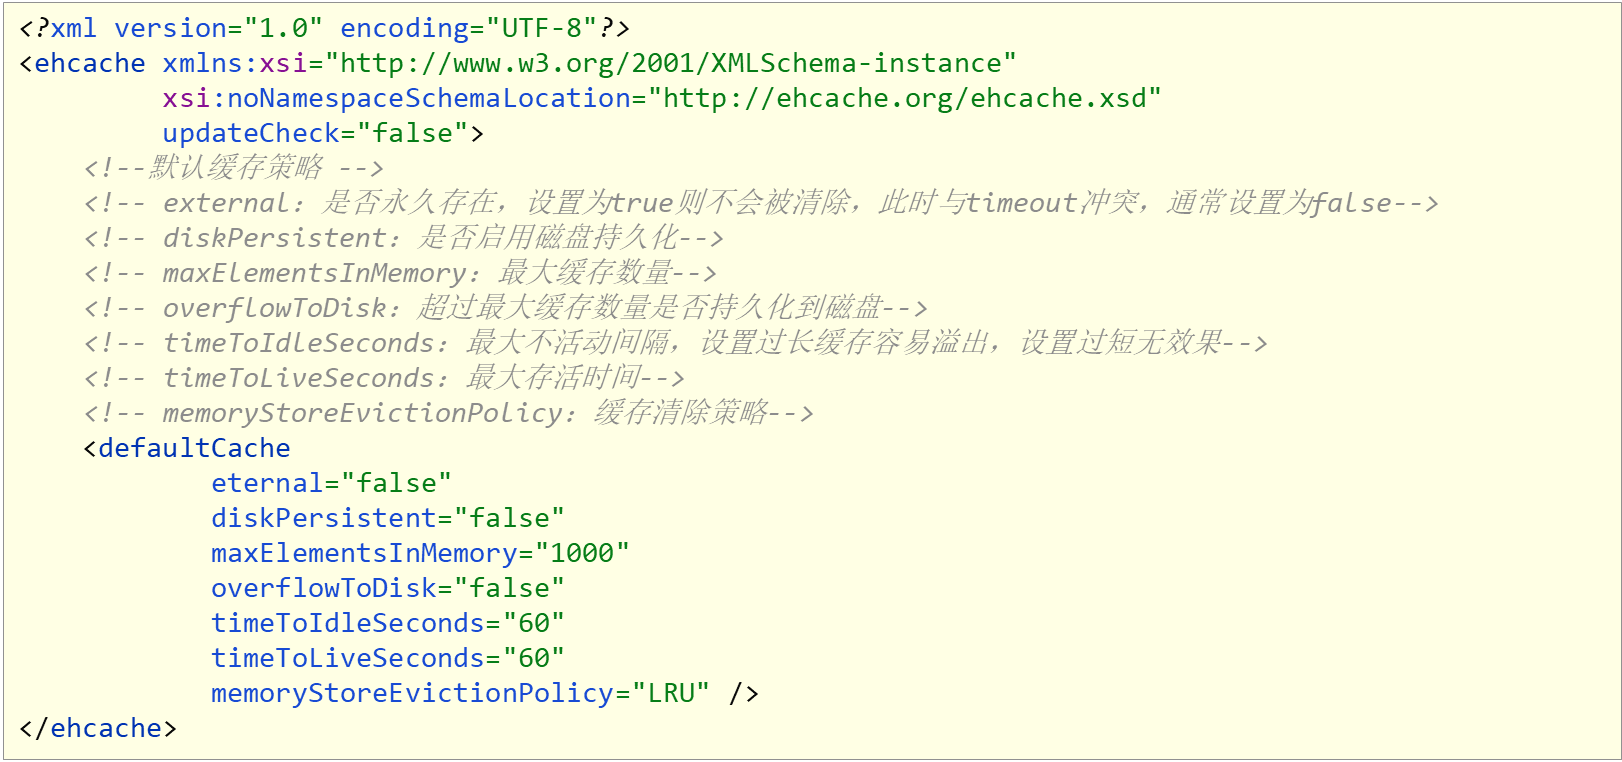 <?xml version="1.0" encoding="UTF-8"?>
<ehcache xmlns:xsi="http://www.w3.org/2001/XMLSchema-instance"
         xsi:noNamespaceSchemaLocation="http://ehcache.org/ehcache.xsd"
         updateCheck="false">
    <!--默认缓存策略 -->
    <!-- external：是否永久存在，设置为true则不会被清除，此时与timeout冲突，通常设置为false-->
    <!-- diskPersistent：是否启用磁盘持久化-->
    <!-- maxElementsInMemory：最大缓存数量-->
    <!-- overflowToDisk：超过最大缓存数量是否持久化到磁盘-->
    <!-- timeToIdleSeconds：最大不活动间隔，设置过长缓存容易溢出，设置过短无效果-->
    <!-- timeToLiveSeconds：最大存活时间-->
    <!-- memoryStoreEvictionPolicy：缓存清除策略-->
    <defaultCache
            eternal="false"
            diskPersistent="false"
            maxElementsInMemory="1000"
            overflowToDisk="false"
            timeToIdleSeconds="60"
            timeToLiveSeconds="60"
            memoryStoreEvictionPolicy="LRU" />
</ehcache>